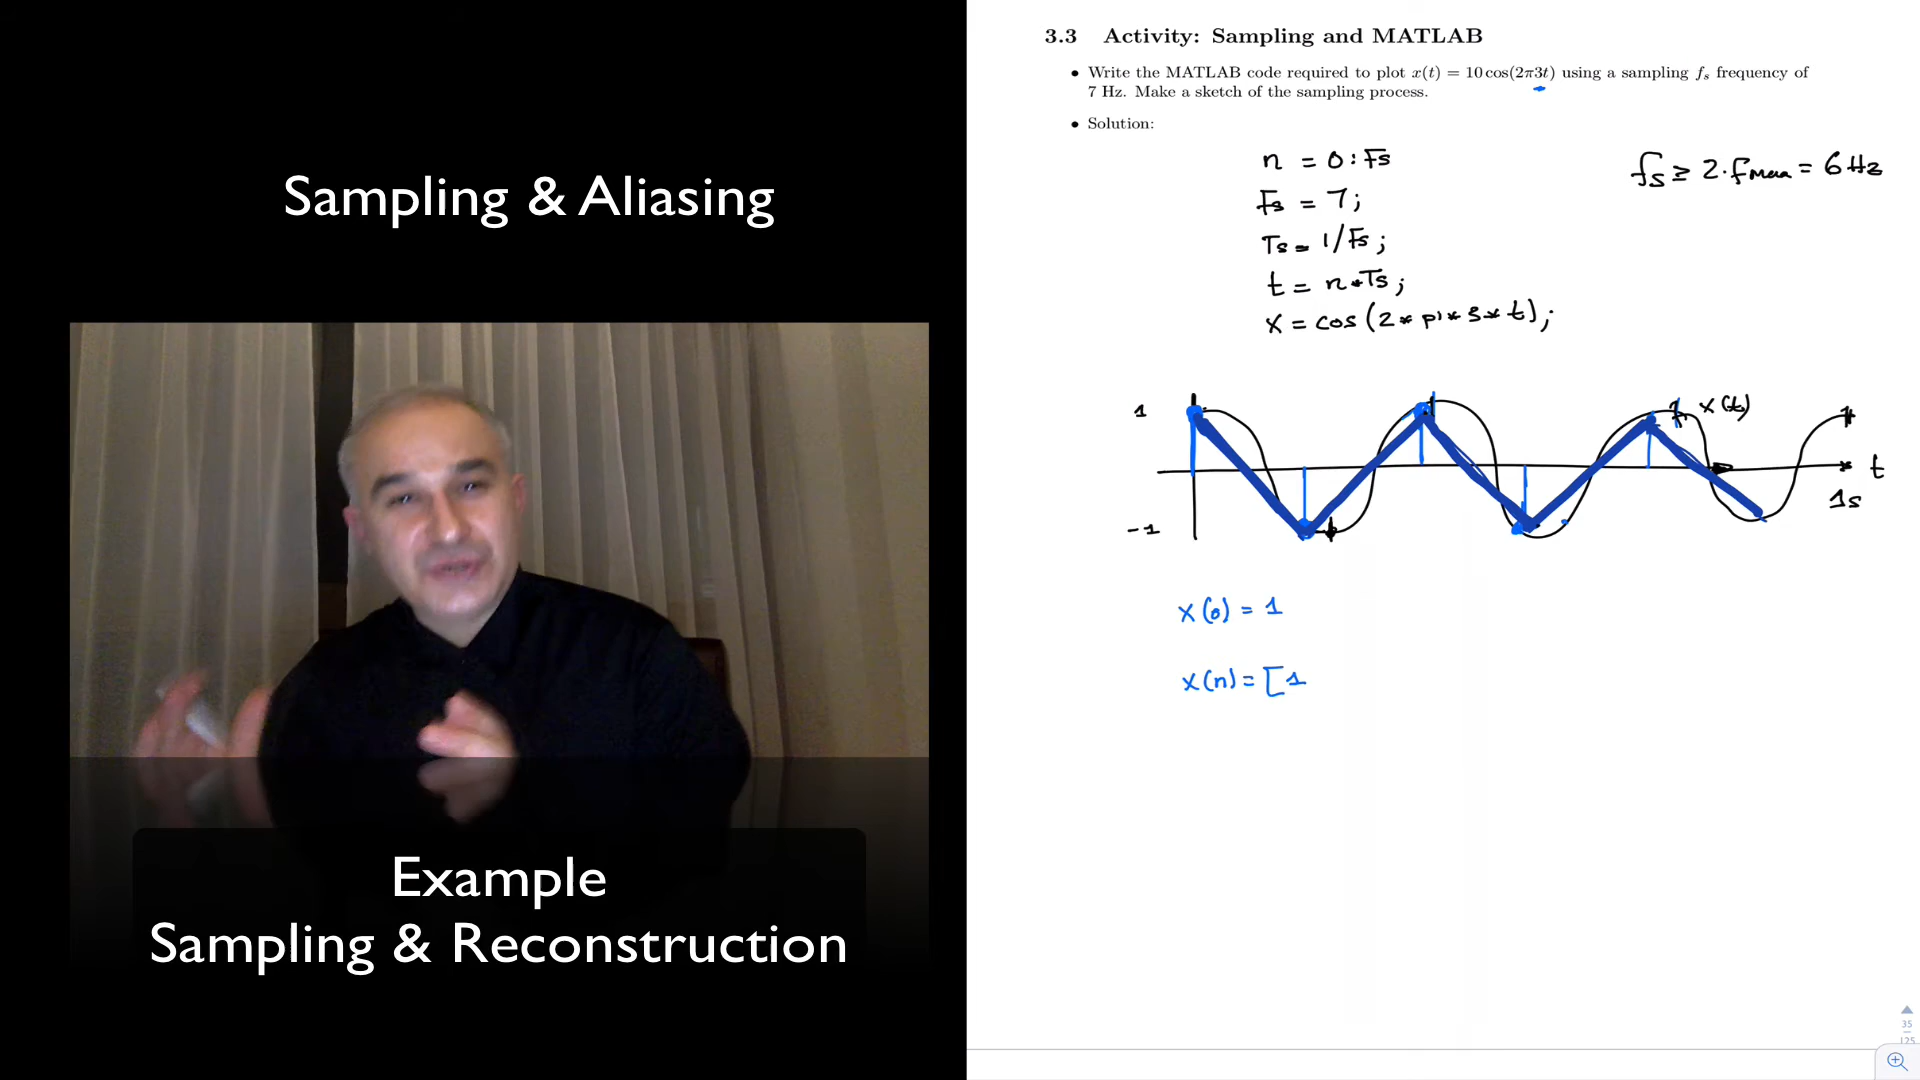 Sampling & Aliasing
Example
Sampling & Reconstruction
3.3 Activity: Sampling and MATLAB
• Write the MATLAB code required to plot x(t) = 10 cos(2π3t) using a sampling fₛ frequency of
7 Hz. Make a sketch of the sampling process.
• Solution:
n = 0 : Fs
Fs = 7;
Ts = 1/Fs;
t = n*Ts;
x = cos(2*pi*3*t);
fs ≥ 2·fmax = 6 Hz
1
x(t)
t
1s
-1
x(0) = 1
x(n) = [1
35
125